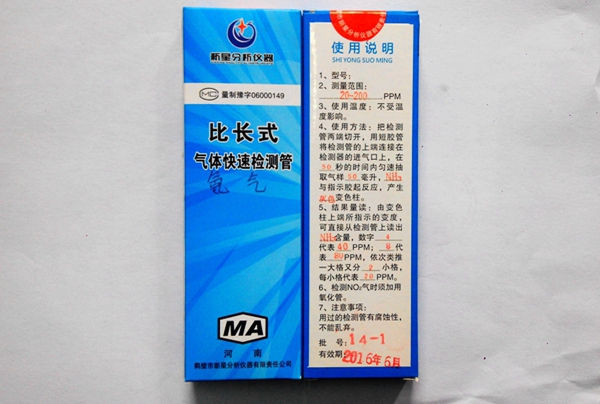 新星分析仪器
MC 量制豫字06000149
比长式
气体快速检测管
氨气
MA
河南
鹤壁市新星分析仪器有限责任公司
使用说明
SHI YONG SUO MING
1、型号:
2、测量范围:
20-200 PPM
3、使用温度: 不受温
度影响。
4、使用方法: 把检测
管两端切开, 用短胶管
将检测管的上端连接在
检测器的进气口上, 在
50 秒的时间内匀速抽
取气样 50 毫升, NH3
与指示胶起反应, 产生
变色柱。
5、结果量读: 由变色
柱上端所指示的变度,
可直接从检测管上读出
NH3 含量, 数字 4
代表 40 PPM; 8 代
表 80 PPM, 依次类推
一大格又分 2 小格,
每小格代表 20 PPM。
6、检测NO₂气时须加用
氧化管。
7、注意事项:
用过的检测管有腐蚀性,
不能乱弃。
批 号: 14-1
有效期 2016年6月